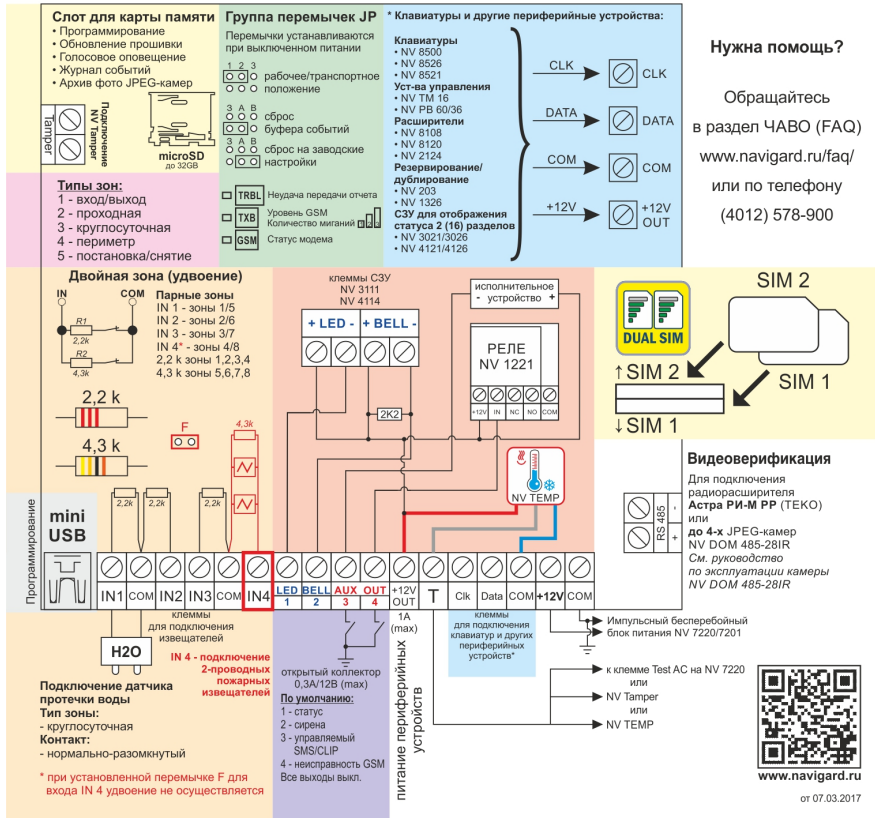 Слот для карты памяти
• Программирование
• Обновление прошивки
• Голосовое оповещение
• Журнал событий
• Архив фото JPEG-камер
Tamper
Подключение
NV Tamper
microSD
до 32GB
Группа перемычек JP
Перемычки устанавливаются
при выключенном питании
1 2 3
рабочее/транспортное
положение
3 A B
сброс
буфера событий
3 A B
сброс на заводские
настройки
TRBL Неудача передачи отчета
TXB Уровень GSM
Количество миганий 1 2 3
GSM Статус модема
* Клавиатуры и другие периферийные устройства:
Клавиатуры
• NV 8500
• NV 8526
• NV 8521
Уст-ва управления
• NV TM 16
• NV PB 60/36
Расширители
• NV 8108
• NV 8120
• NV 2124
Резервирование/
дублирование
• NV 203
• NV 1326
СЗУ для отображения
статуса 2 (16) разделов
• NV 3021/3026
• NV 4121/4126
CLK CLK
DATA DATA
COM COM
+12V +12V
OUT
Нужна помощь?
Обращайтесь
в раздел ЧАВО (FAQ)
www.navigard.ru/faq/
или по телефону
(4012) 578-900
Типы зон:
1 - вход/выход
2 - проходная
3 - круглосуточная
4 - периметр
5 - постановка/снятие
Двойная зона (удвоение)
IN COM
R1
2,2k
R2
4,3k
Парные зоны
IN 1 - зоны 1/5
IN 2 - зоны 2/6
IN 3 - зоны 3/7
IN 4* - зоны 4/8
2,2 k зоны 1,2,3,4
4,3 k зоны 5,6,7,8
2,2 k
4,3 k
F
4,3k
2,2k 2,2k 2,2k
клеммы СЗУ
NV 3111
NV 4114
+ LED - + BELL -
2K2
исполнительное
- устройство +
РЕЛЕ
NV 1221
+12V IN NC NO COM
NV TEMP
DUAL SIM
SIM 2
SIM 1
↑SIM 2
↓SIM 1
Видеоверификация
RS 485
-
+
Для подключения
радиорасширителя
Астра РИ-М РР (ТЕКО)
или
до 4-х JPEG-камер
NV DOM 485-28IR
См. руководство
по эксплуатации камеры
NV DOM 485-28IR
Программирование
mini
USB
IN1 COM IN2 IN3 COM IN4 LED 1 BELL 2 AUX 3 OUT 4 +12V OUT T Clk Data COM +12V COM
клеммы
для подключения
извещателей
H2O
IN 4 - подключение
2-проводных
пожарных
извещателей
Подключение датчика
протечки воды
Тип зоны:
- круглосуточная
Контакт:
- нормально-разомкнутый
* при установленной перемычке F для
входа IN 4 удвоение не осуществляется
открытый коллектор
0,3А/12В (max)
По умолчанию:
1 - статус
2 - сирена
3 - управляемый
SMS/CLIP
4 - неисправность GSM
Все выходы выкл.
1А
(max)
питание периферийных
устройств
клеммы
для подключения
клавиатур и других
периферийных
устройств*
Импульсный бесперебойный
блок питания NV 7220/7201
к клемме Test AC на NV 7220
или
NV Tamper
или
NV TEMP
www.navigard.ru
от 07.03.2017